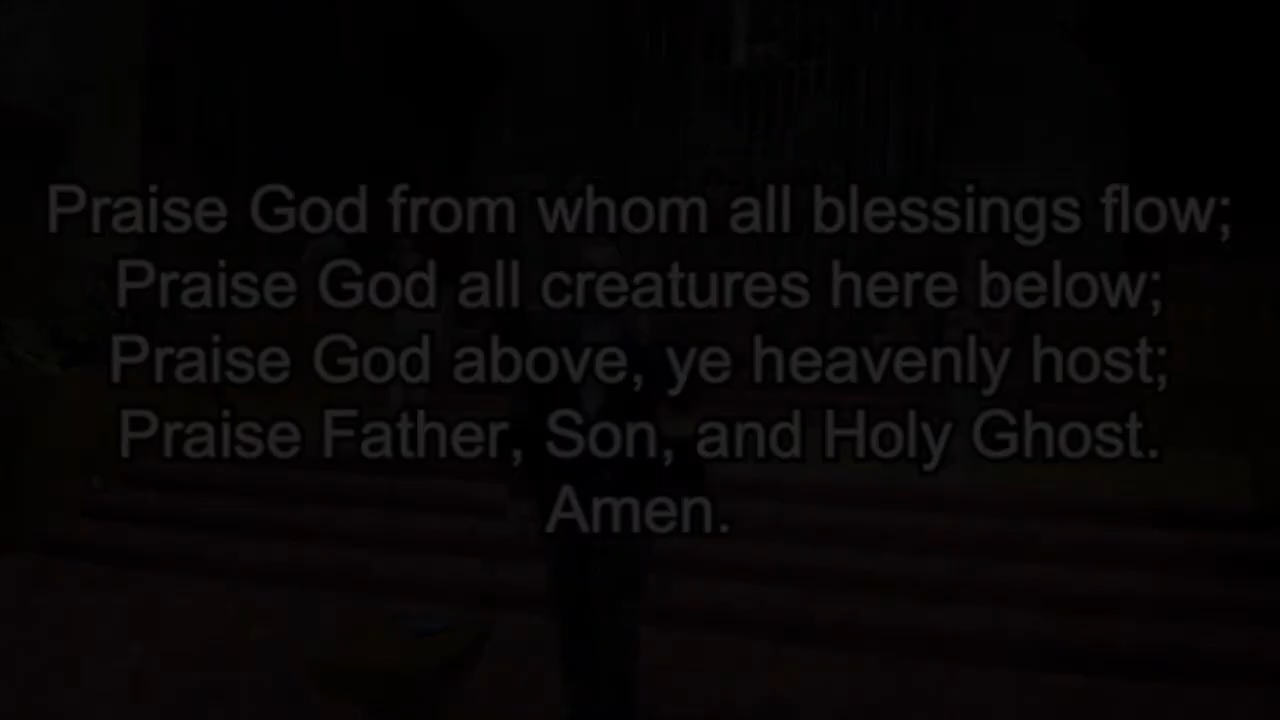 Praise God from whom all blessings flow;
Praise God all creatures here below;
Praise God above, ye heavenly host;
Praise Father, Son, and Holy Ghost.
Amen.